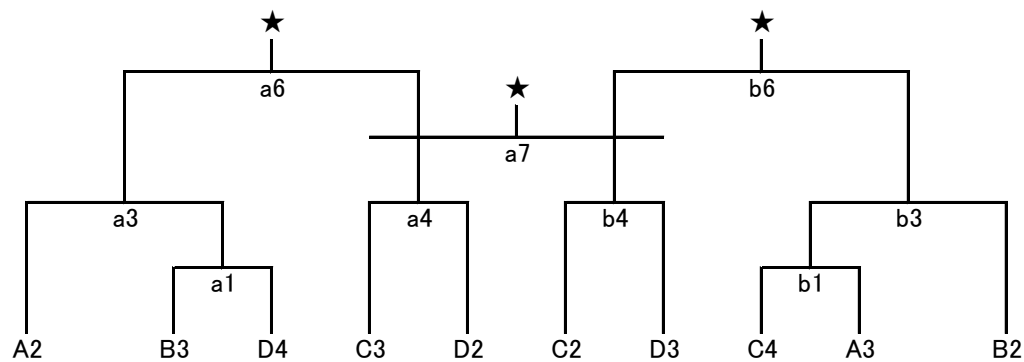 ★ ★
a6 ★ b6
a7
a3 a4 b4 b3
a1 b1
A2 B3 D4 C3 D2 C2 D3 C4 A3 B2